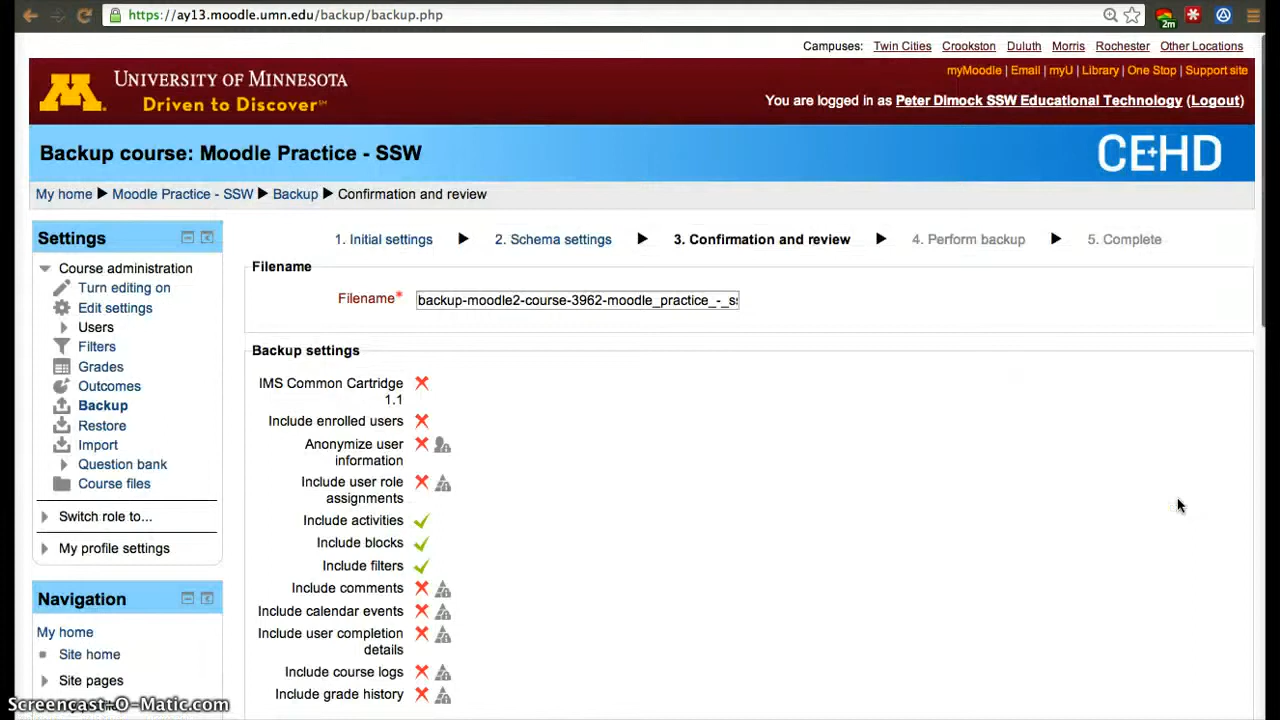 https://ay13.moodle.umn.edu/backup/backup.php
2m
Campuses: Twin Cities Crookston Duluth Morris Rochester Other Locations
myMoodle | Email | myU | Library | One Stop | Support site
M UNIVERSITY OF MINNESOTA
Driven to Discover℠
You are logged in as Peter Dimock SSW Educational Technology (Logout)
Backup course: Moodle Practice - SSW
CE+HD
My home ▶ Moodle Practice - SSW ▶ Backup ▶ Confirmation and review
Settings
Course administration
Turn editing on
Edit settings
Users
Filters
Grades
Outcomes
Backup
Restore
Import
Question bank
Course files
Switch role to...
My profile settings
Navigation
My home
Site home
Site pages
1. Initial settings ▶ 2. Schema settings ▶ 3. Confirmation and review ▶ 4. Perform backup ▶ 5. Complete
Filename
Filename* backup-moodle2-course-3962-moodle_practice_-_s
Backup settings
IMS Common Cartridge
1.1
Include enrolled users
Anonymize user
information
Include user role
assignments
Include activities
Include blocks
Include filters
Include comments
Include calendar events
Include user completion
details
Include course logs
Include grade history
Screencast-O-Matic.com